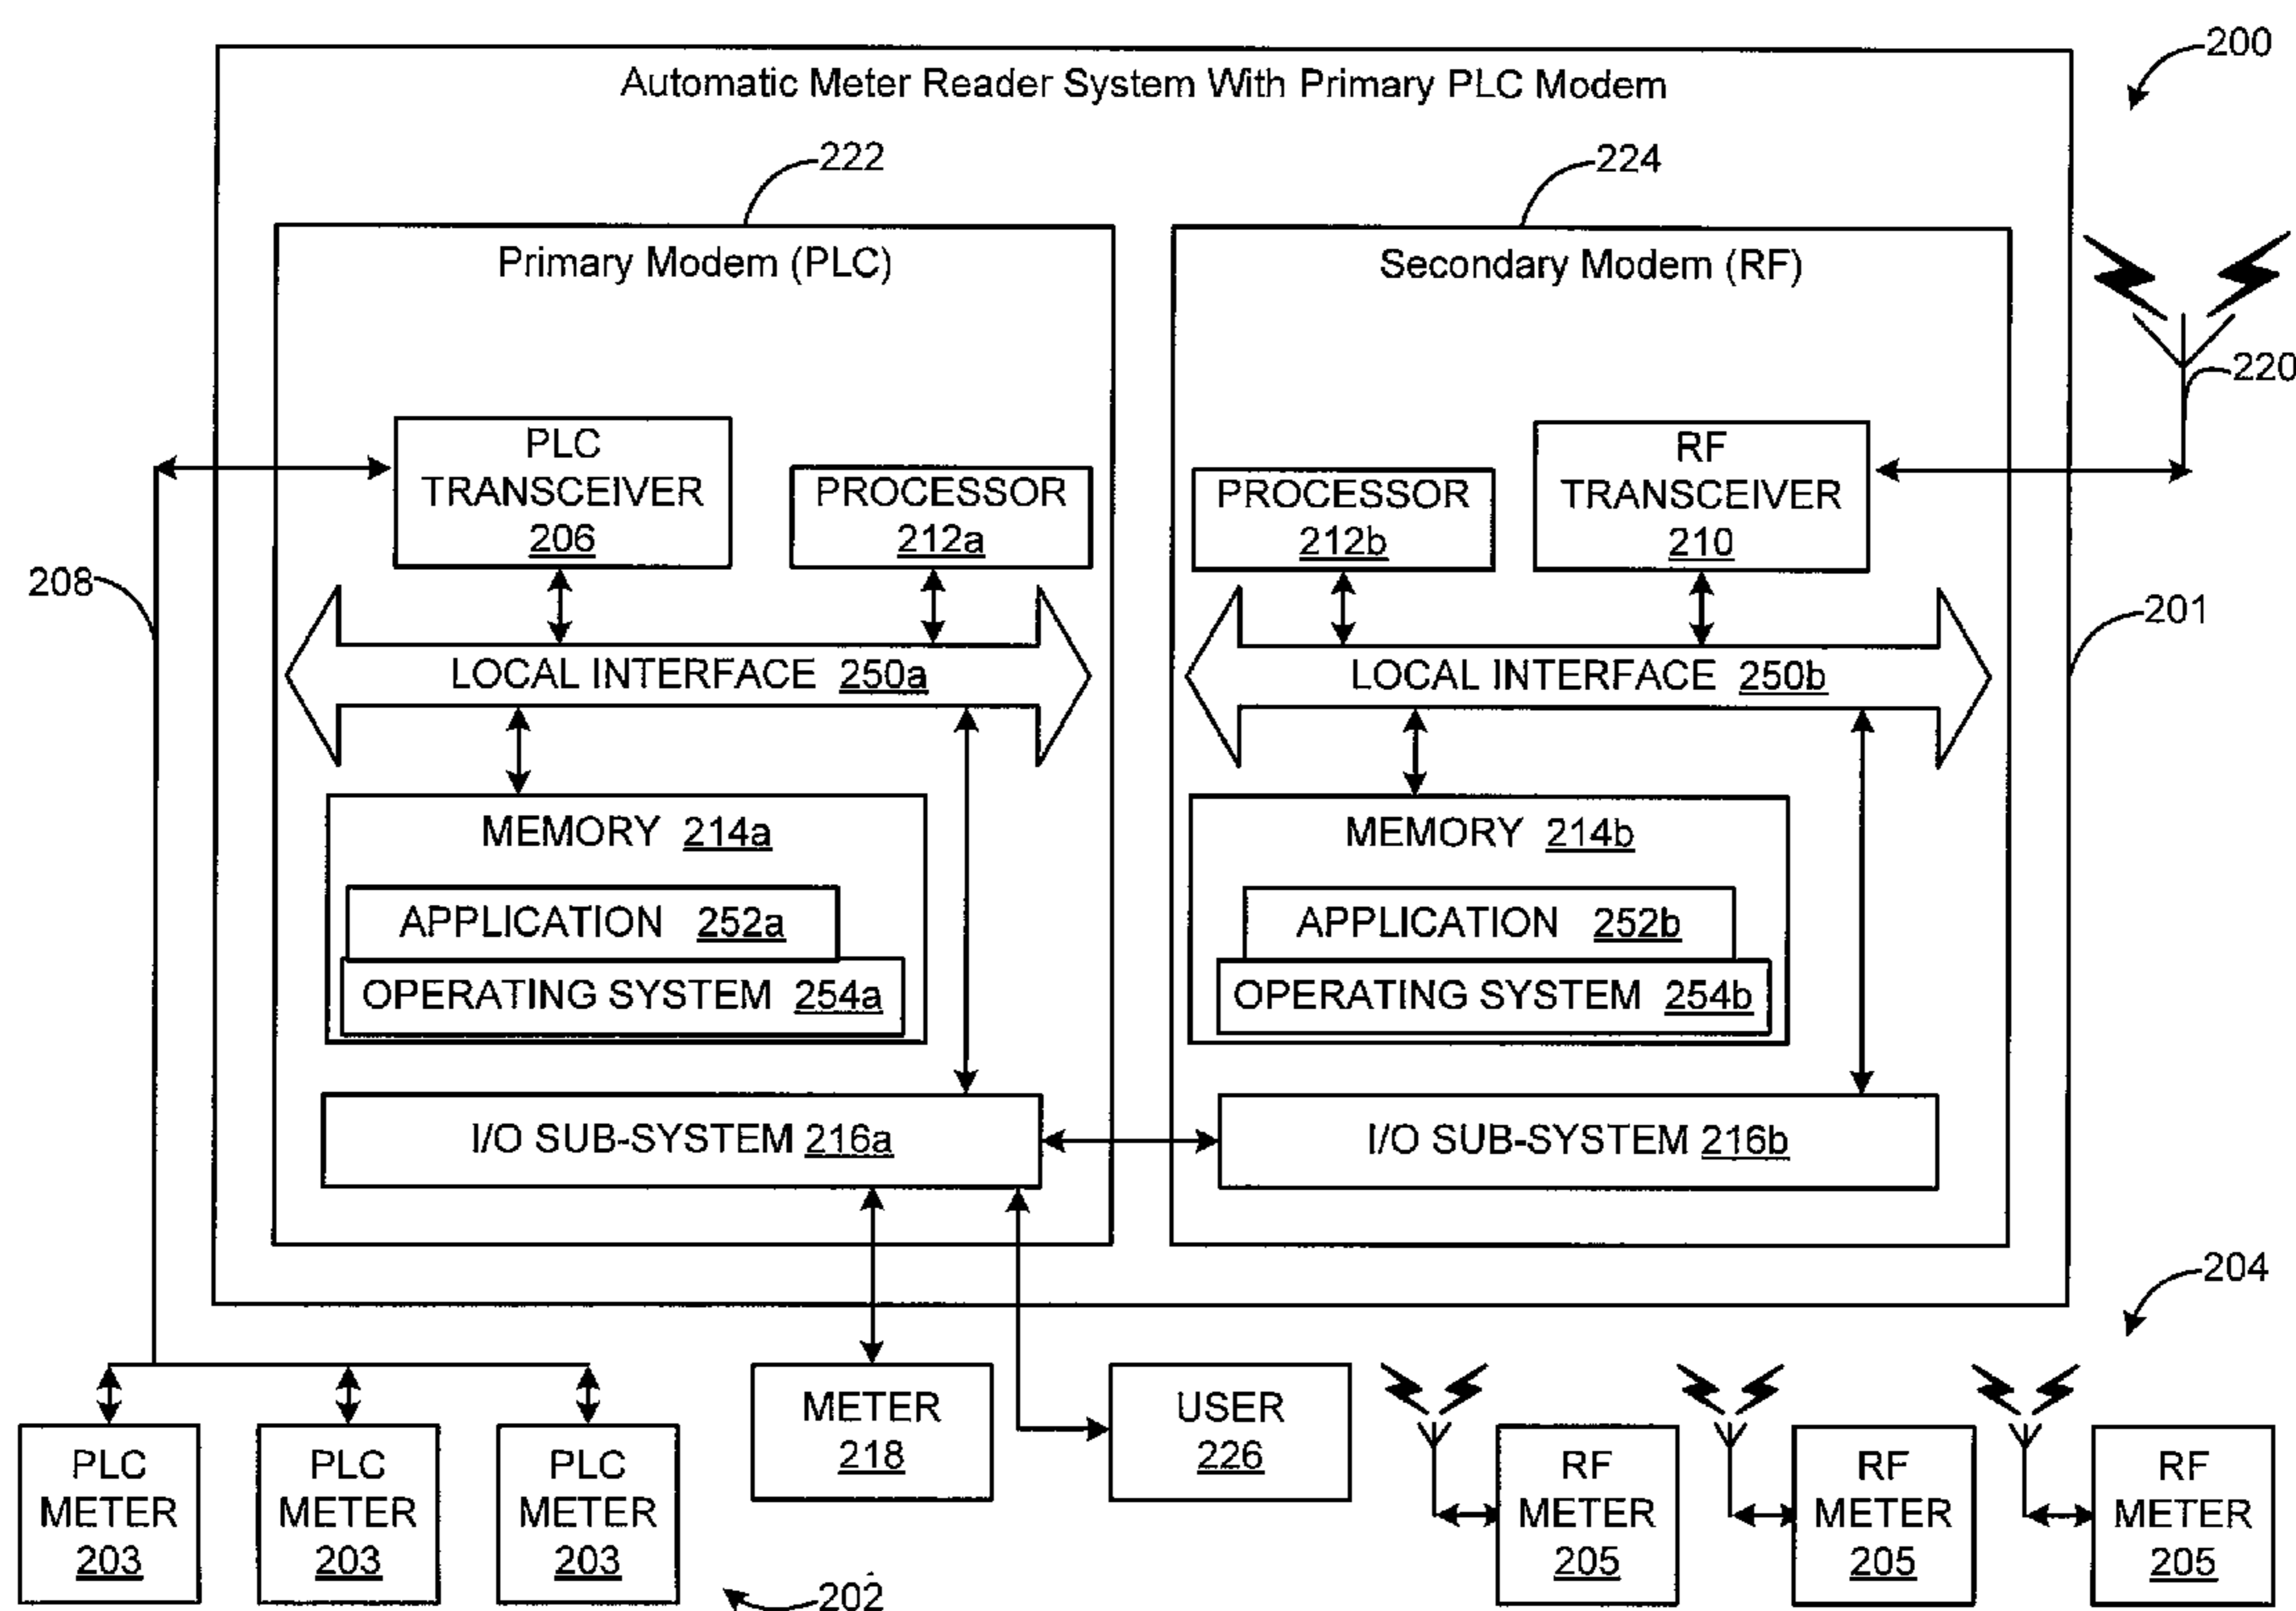 200
Automatic Meter Reader System With Primary PLC Modem
222
224
Primary Modem (PLC)
Secondary Modem (RF)
220
PLC
TRANSCEIVER
206
PROCESSOR
212a
PROCESSOR
212b
RF
TRANSCEIVER
210
208
201
LOCAL INTERFACE 250a
LOCAL INTERFACE 250b
MEMORY 214a
MEMORY 214b
APPLICATION 252a
APPLICATION 252b
OPERATING SYSTEM 254a
OPERATING SYSTEM 254b
I/O SUB-SYSTEM 216a
I/O SUB-SYSTEM 216b
204
PLC
METER
203
PLC
METER
203
PLC
METER
203
METER
218
USER
226
RF
METER
205
RF
METER
205
RF
METER
205
202